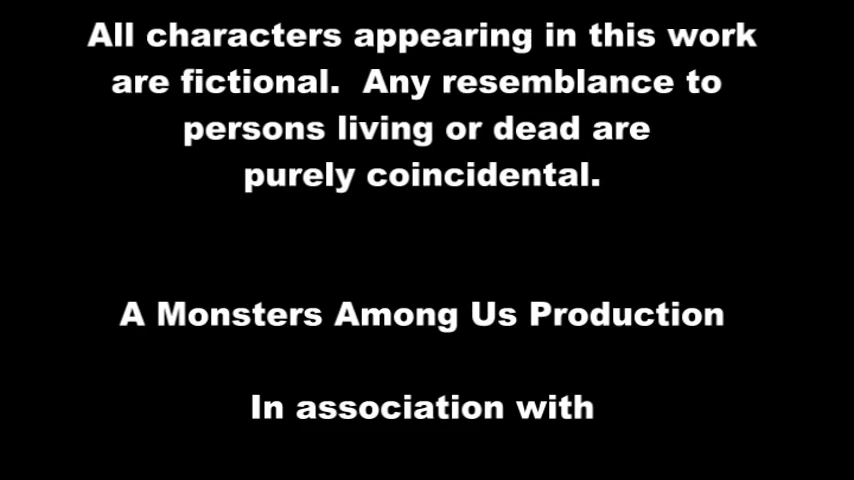 All characters appearing in this work
are fictional.  Any resemblance to
persons living or dead are
purely coincidental.
A Monsters Among Us Production
In association with